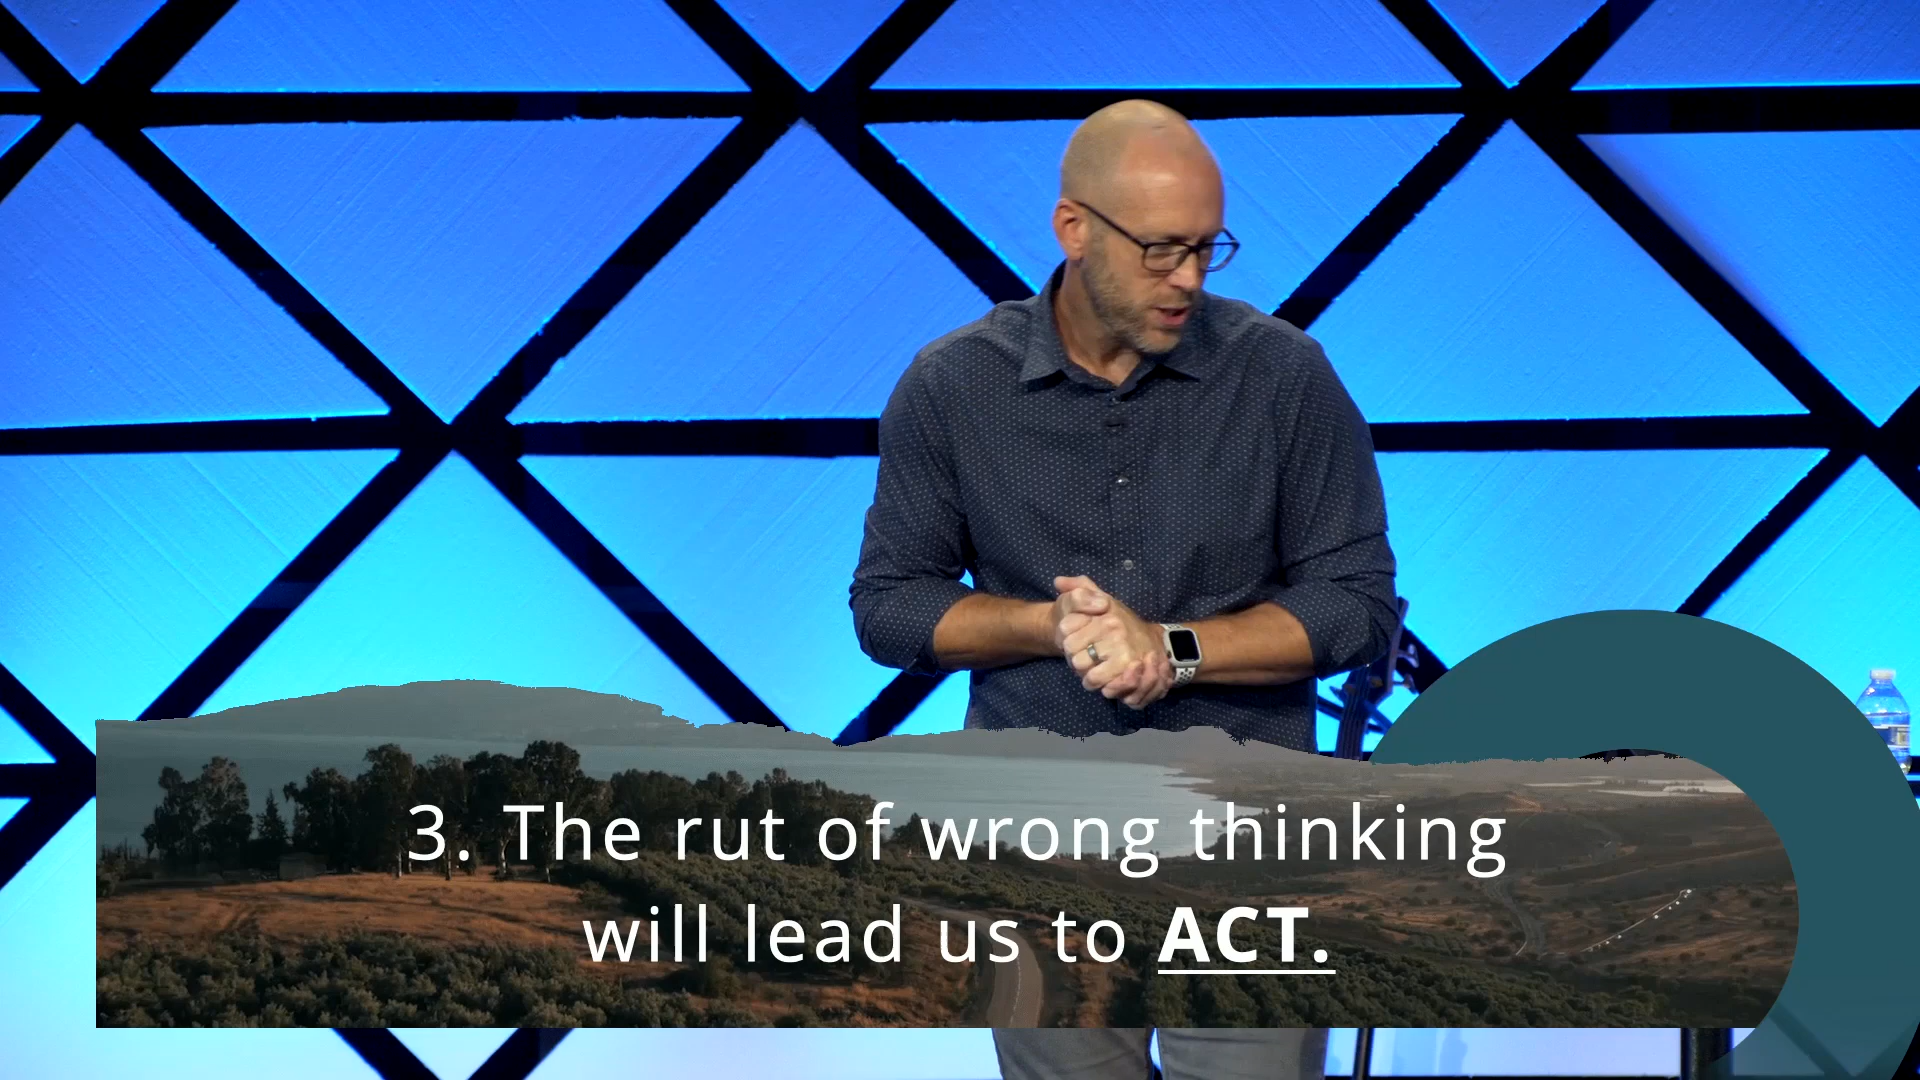 3. The rut of wrong thinking
will lead us to ACT.